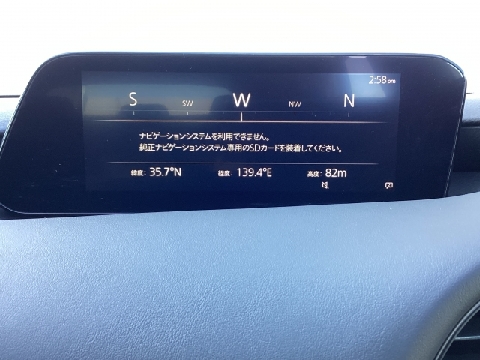 2:58 pm
S SW W NW N
ナビゲーションシステムを利用できません。
純正ナビゲーションシステム専用のSDカードを装着してください。
緯度: 35.7°N 経度: 139.4°E 高度: 82m